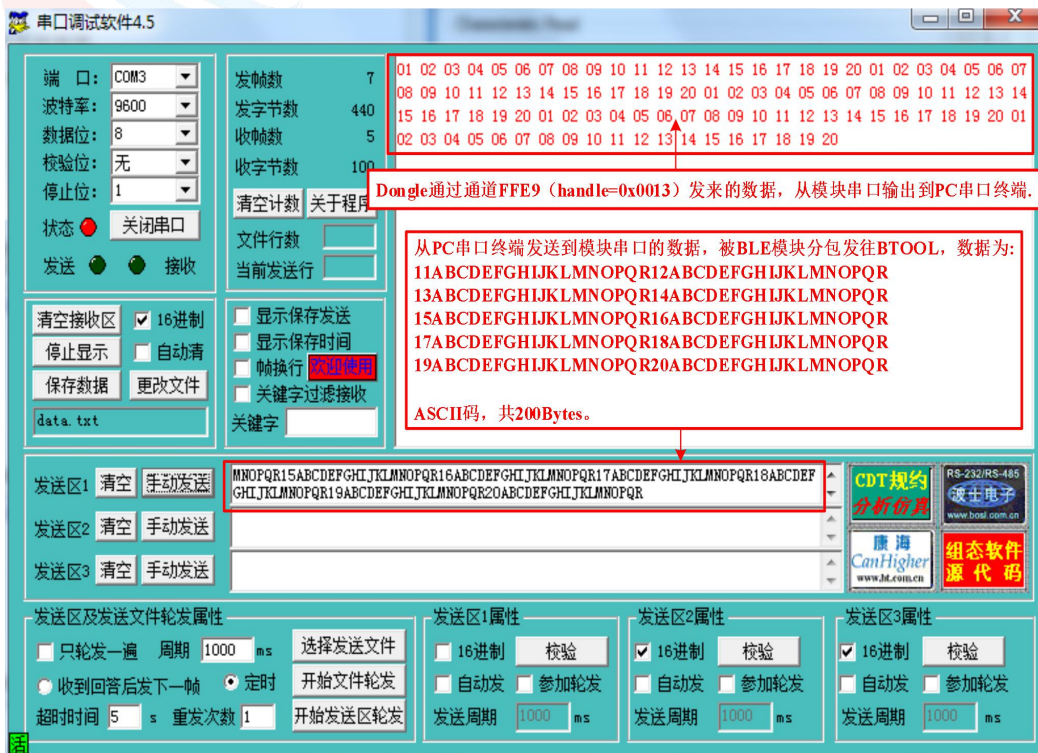 串口调试软件4.5
端 口: COM3
波特率: 9600
数据位: 8
校验位: 无
停止位: 1
状态 关闭串口
发送 接收
发帧数 7
发字节数 440
收帧数 5
收字节数 100
清空计数 关于程序
文件行数
当前发送行
01 02 03 04 05 06 07 08 09 10 11 12 13 14 15 16 17 18 19 20 01 02 03 04 05 06 07
08 09 10 11 12 13 14 15 16 17 18 19 20 01 02 03 04 05 06 07 08 09 10 11 12 13 14
15 16 17 18 19 20 01 02 03 04 05 06 07 08 09 10 11 12 13 14 15 16 17 18 19 20 01
02 03 04 05 06 07 08 09 10 11 12 13 14 15 16 17 18 19 20
Dongle通过通道FFE9（handle=0x0013）发来的数据，从模块串口输出到PC串口终端.
从PC串口终端发送到模块串口的数据，被BLE模块分包发往BTOOL，数据为:
11ABCDEFGHIJKLMNOPQR12ABCDEFGHIJKLMNOPQR
13ABCDEFGHIJKLMNOPQR14ABCDEFGHIJKLMNOPQR
15ABCDEFGHIJKLMNOPQR16ABCDEFGHIJKLMNOPQR
17ABCDEFGHIJKLMNOPQR18ABCDEFGHIJKLMNOPQR
19ABCDEFGHIJKLMNOPQR20ABCDEFGHIJKLMNOPQR
ASCII码，共200Bytes。
清空接收区 16进制
停止显示 自动清
保存数据 更改文件
data.txt
显示保存发送
显示保存时间
帧换行 欢迎使用
关键字过滤接收
关键字
发送区1 清空 手动发送
MNOPQR15ABCDEFGHIJKLMNOPQR16ABCDEFGHIJKLMNOPQR17ABCDEFGHIJKLMNOPQR18ABCDEF
GHIJKLMNOPQR19ABCDEFGHIJKLMNOPQR20ABCDEFGHIJKLMNOPQR
发送区2 清空 手动发送
发送区3 清空 手动发送
CDT规约
分析仿真
RS-232/RS-485
波士电子
www.bosi.com.cn
康海
CanHigher
www.ht.com.cn
组态软件
源代码
发送区及发送文件轮发属性
只轮发一遍 周期 1000 ms 选择发送文件
收到回答后发下一帧 定时 开始文件轮发
超时时间 5 s 重发次数 1 开始发送区轮发
发送区1属性
16进制 校验
自动发 参加轮发
发送周期 1000 ms
发送区2属性
16进制 校验
自动发 参加轮发
发送周期 1000 ms
发送区3属性
16进制 校验
自动发 参加轮发
发送周期 1000 ms
活